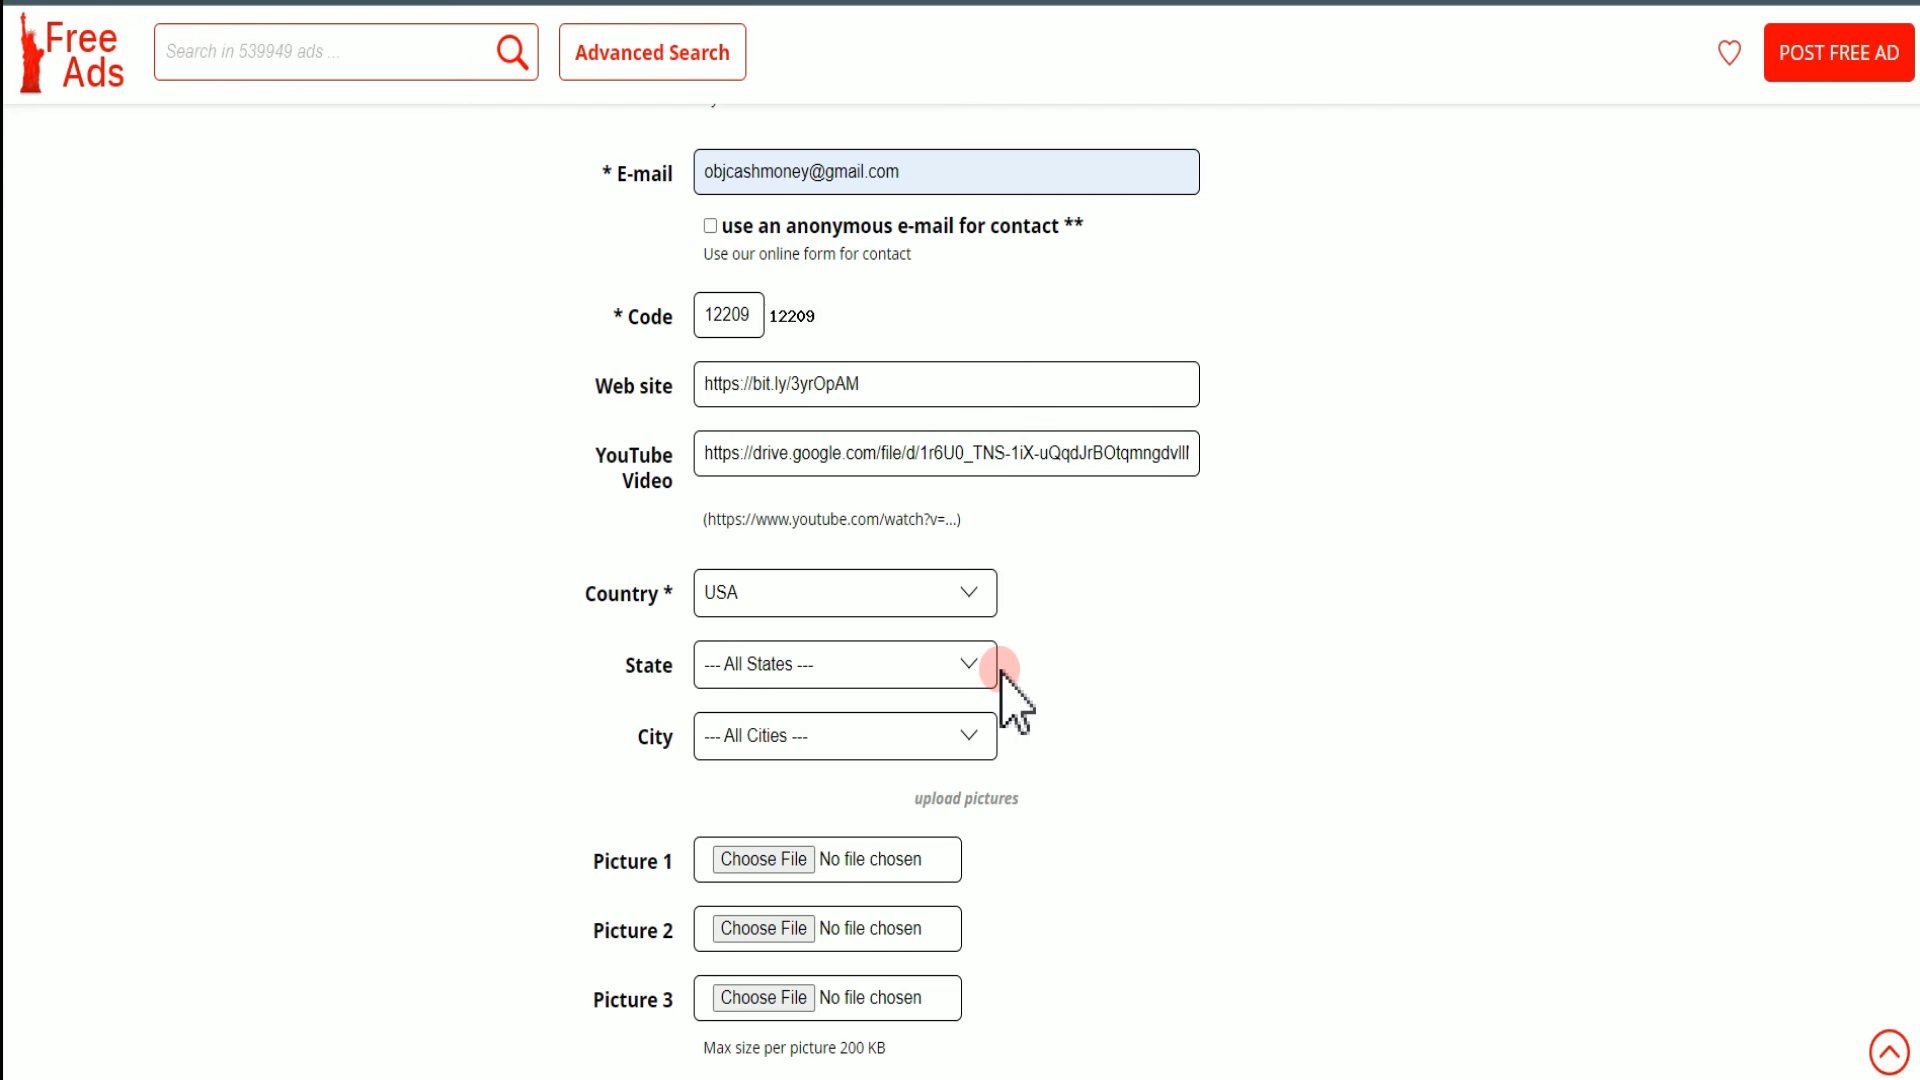 Free
Ads
Search in 539949 ads ...
Advanced Search
POST FREE AD
* E-mail
objcashmoney@gmail.com
use an anonymous e-mail for contact **
Use our online form for contact
* Code
12209
12209
Web site
https://bit.ly/3yrOpAM
YouTube
Video
https://drive.google.com/file/d/1r6U0_TNS-1iX-uQqdJrBOtqmngdvlll
(https://www.youtube.com/watch?v=...)
Country *
USA
State
--- All States ---
City
--- All Cities ---
upload pictures
Picture 1
Choose File No file chosen
Picture 2
Choose File No file chosen
Picture 3
Choose File No file chosen
Max size per picture 200 KB